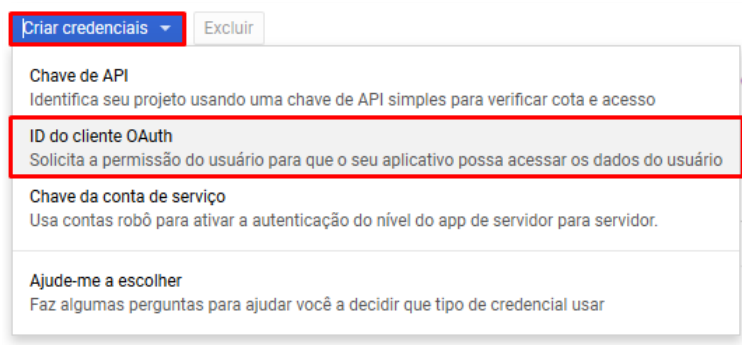 Criar credenciais Excluir
Chave de API
Identifica seu projeto usando uma chave de API simples para verificar cota e acesso
ID do cliente OAuth
Solicita a permissão do usuário para que o seu aplicativo possa acessar os dados do usuário
Chave da conta de serviço
Usa contas robô para ativar a autenticação do nível do app de servidor para servidor.
Ajude-me a escolher
Faz algumas perguntas para ajudar você a decidir que tipo de credencial usar